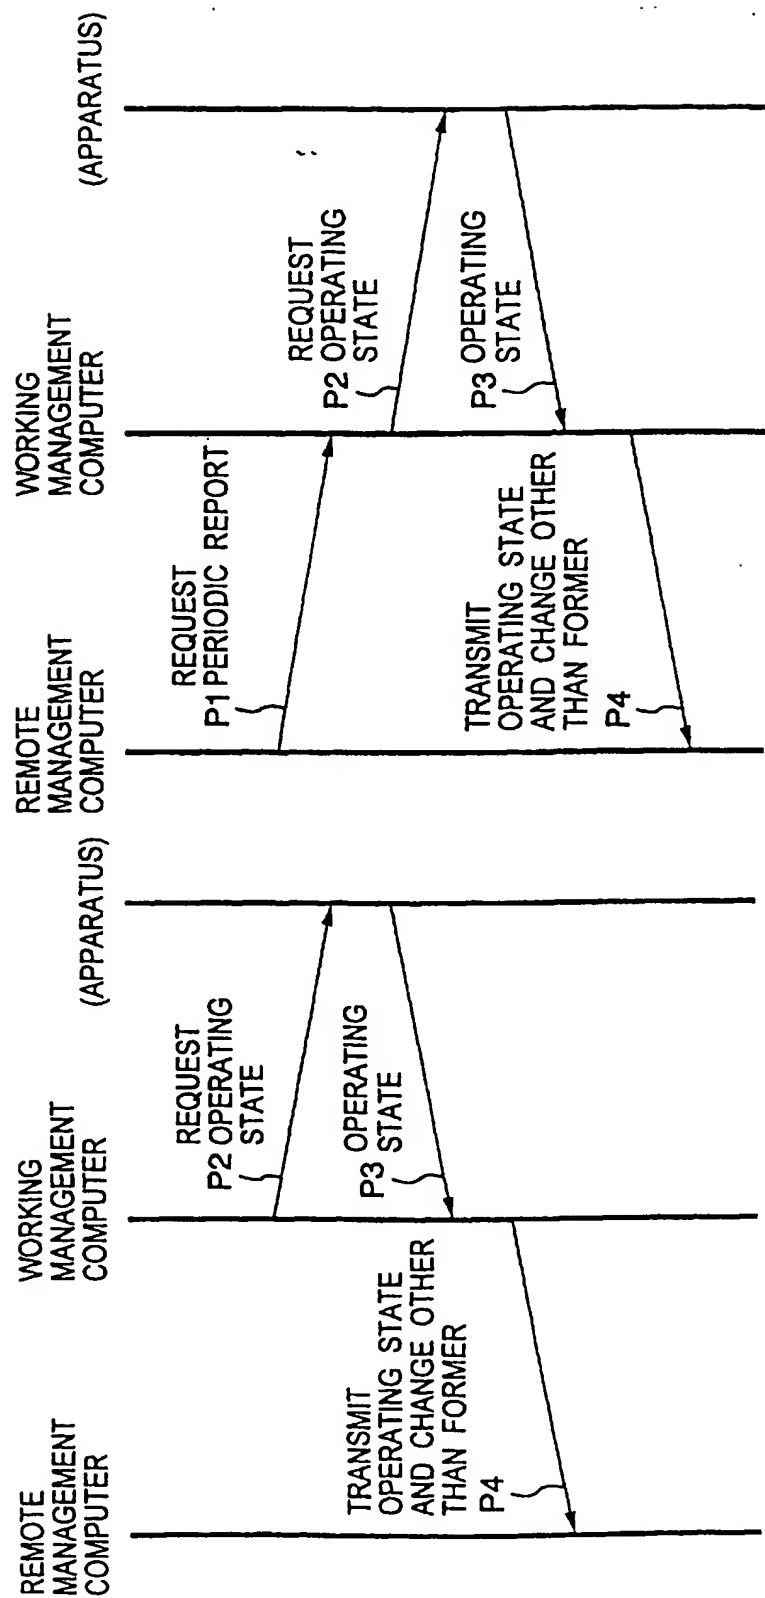 REMOTE
MANAGEMENT
COMPUTER
WORKING
MANAGEMENT
COMPUTER
(APPARATUS)
REQUEST
P2 OPERATING
STATE
P3 OPERATING
STATE
TRANSMIT
OPERATING STATE
AND CHANGE OTHER
THAN FORMER
P4
REMOTE
MANAGEMENT
COMPUTER
WORKING
MANAGEMENT
COMPUTER
(APPARATUS)
REQUEST
P1 PERIODIC REPORT
REQUEST
P2 OPERATING
STATE
P3 OPERATING
STATE
TRANSMIT
OPERATING STATE
AND CHANGE OTHER
THAN FORMER
P4